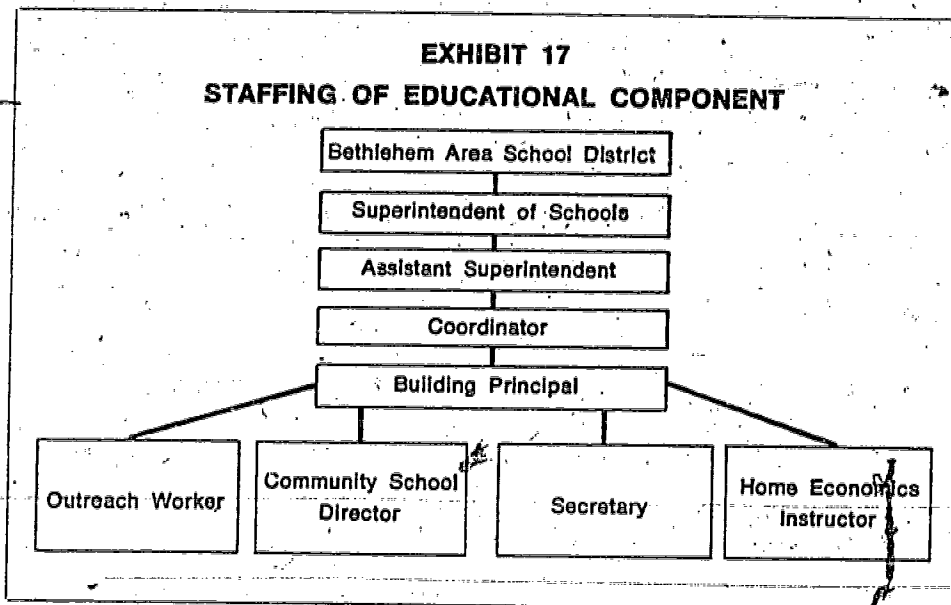 EXHIBIT 17
STAFFING OF EDUCATIONAL COMPONENT
Bethlehem Area School District
Superintendent of Schools
Assistant Superintendent
Coordinator
Building Principal
Outreach Worker
Community School
Director
Secretary
Home Economics
Instructor